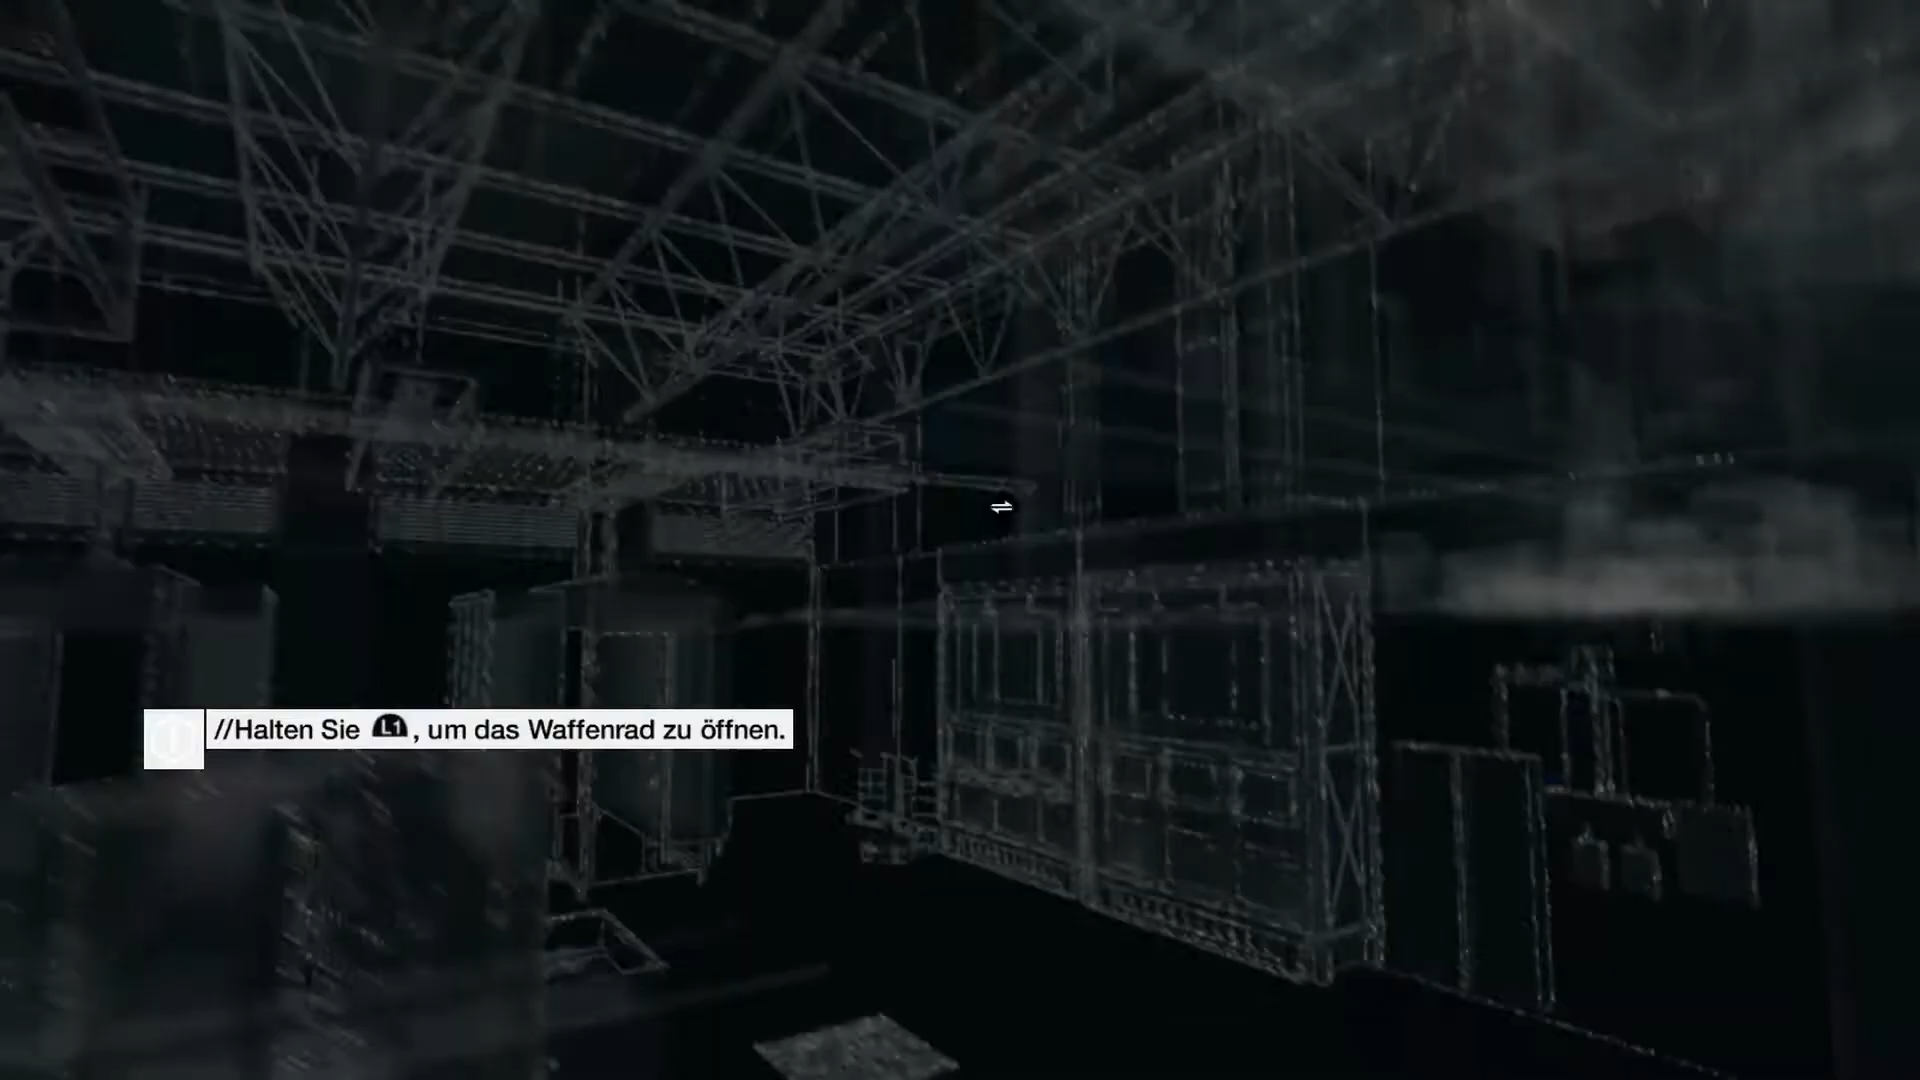 //Halten Sie L1, um das Waffenrad zu öffnen.